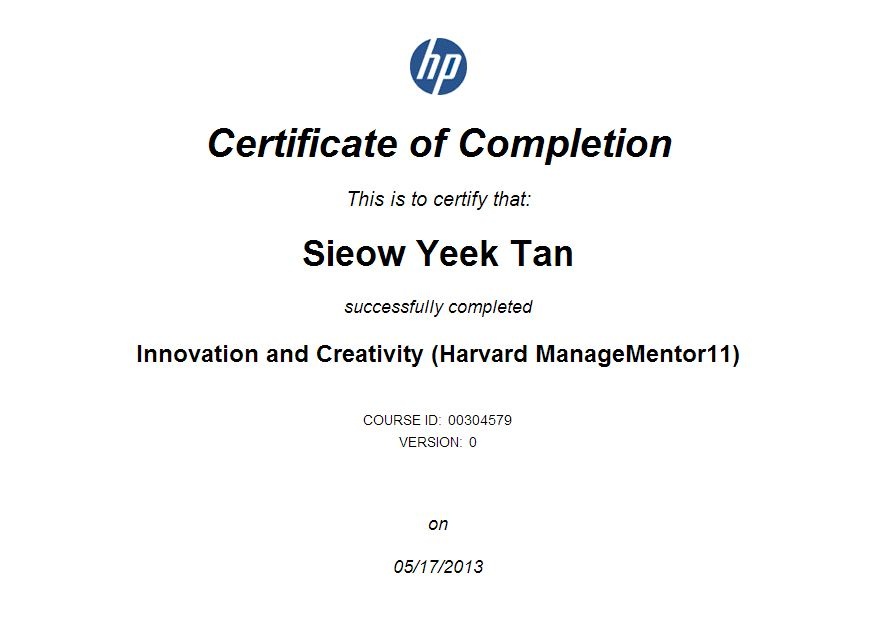 hp
Certificate of Completion
This is to certify that:
Sieow Yeek Tan
successfully completed
Innovation and Creativity (Harvard ManageMentor11)
COURSE ID: 00304579
VERSION: 0
on
05/17/2013